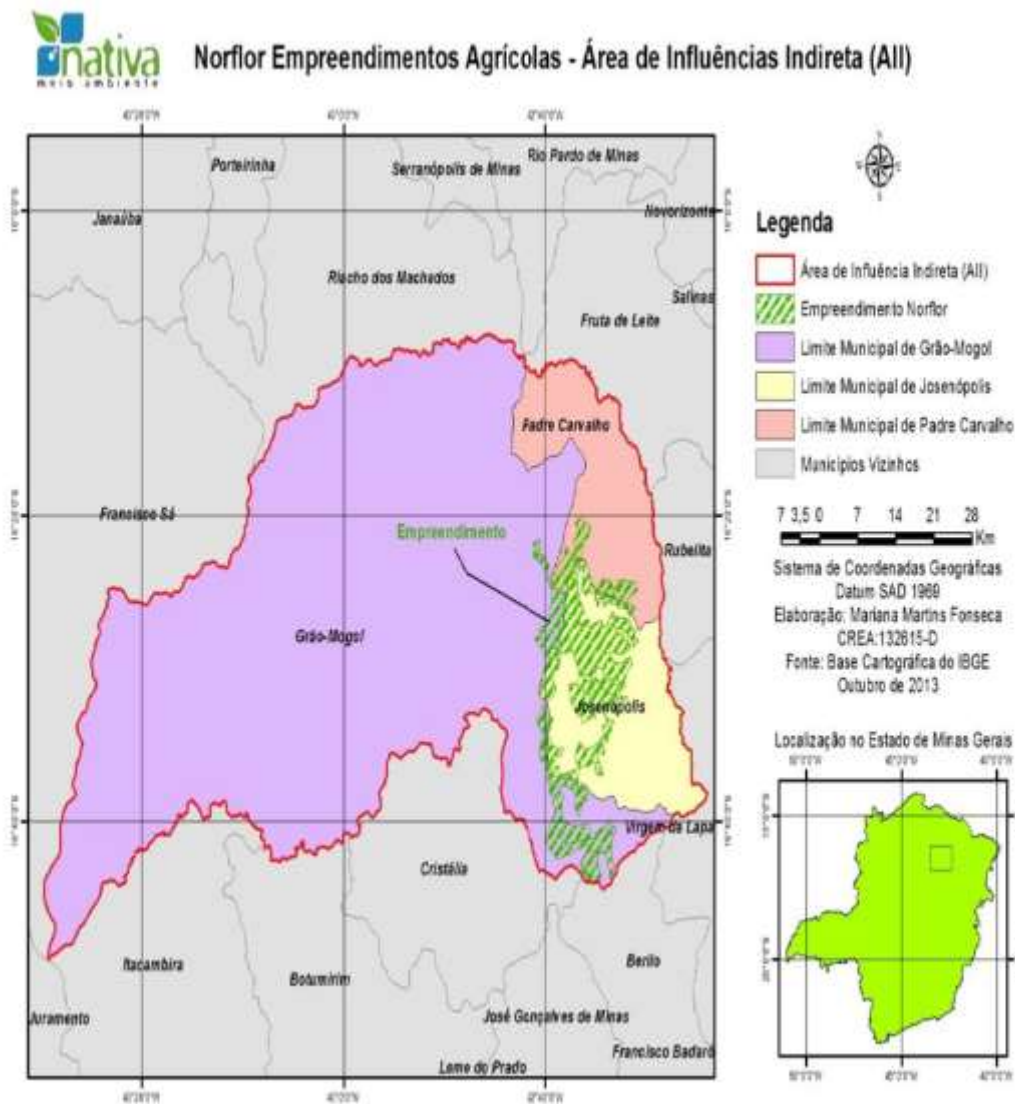 nativa
meio ambiente
Norflor Empreendimentos Agrícolas - Área de Influências Indireta (AII)
Porteirinha
Serranópolis de Minas
Rio Pardo de Minas
Janaúba
Novorizonte
Riacho dos Machados
Salinas
Fruta de Leite
Padre Carvalho
Francisco Sá
Empreendimento
Rubelita
Grão-Mogol
Josenópolis
Virgem da Lapa
Cristália
Itacambira
Botumirim
Berilo
Juramento
José Gonçalves de Minas
Francisco Badaró
Leme do Prado
Legenda
Área de Influência Indireta (AII)
Empreendimento Norflor
Limite Municipal de Grão-Mogol
Limite Municipal de Josenópolis
Limite Municipal de Padre Carvalho
Municípios Vizinhos
7 3,5 0 7 14 21 28
Km
Sistema de Coordenadas Geográficas
Datum SAD 1969
Elaboração: Mariana Martins Fonseca
CREA:132615-D
Fonte: Base Cartográfica do IBGE
Outubro de 2013
Localização no Estado de Minas Gerais